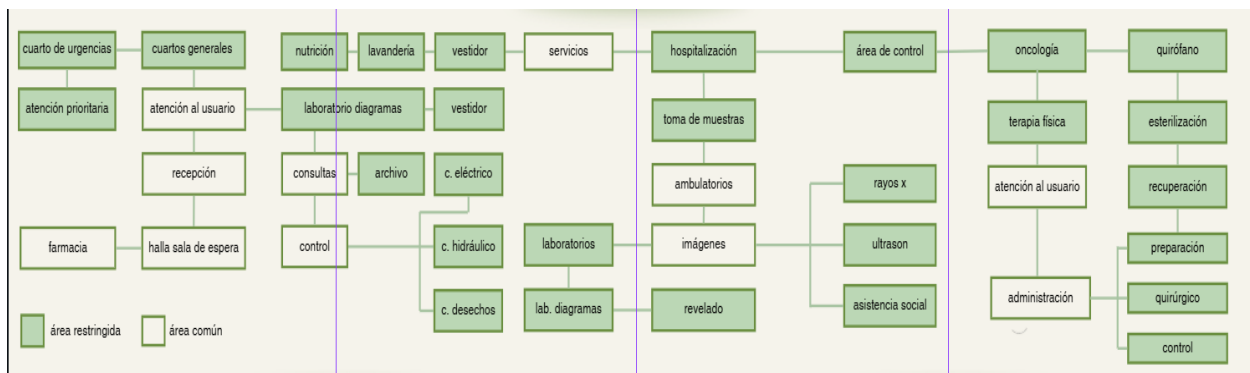 cuarto de urgencias
cuartos generales
nutrición
lavandería
vestidor
servicios
hospitalización
área de control
oncología
quirófano
atención prioritaria
atención al usuario
laboratorio diagramas
vestidor
toma de muestras
terapia física
esterilización
recepción
consultas
archivo
c. eléctrico
ambulatorios
rayos x
atención al usuario
recuperación
farmacia
halla sala de espera
control
c. hidráulico
laboratorios
imágenes
ultrason
preparación
c. desechos
lab. diagramas
revelado
asistencia social
administración
quirúrgico
área restringida
área común
control